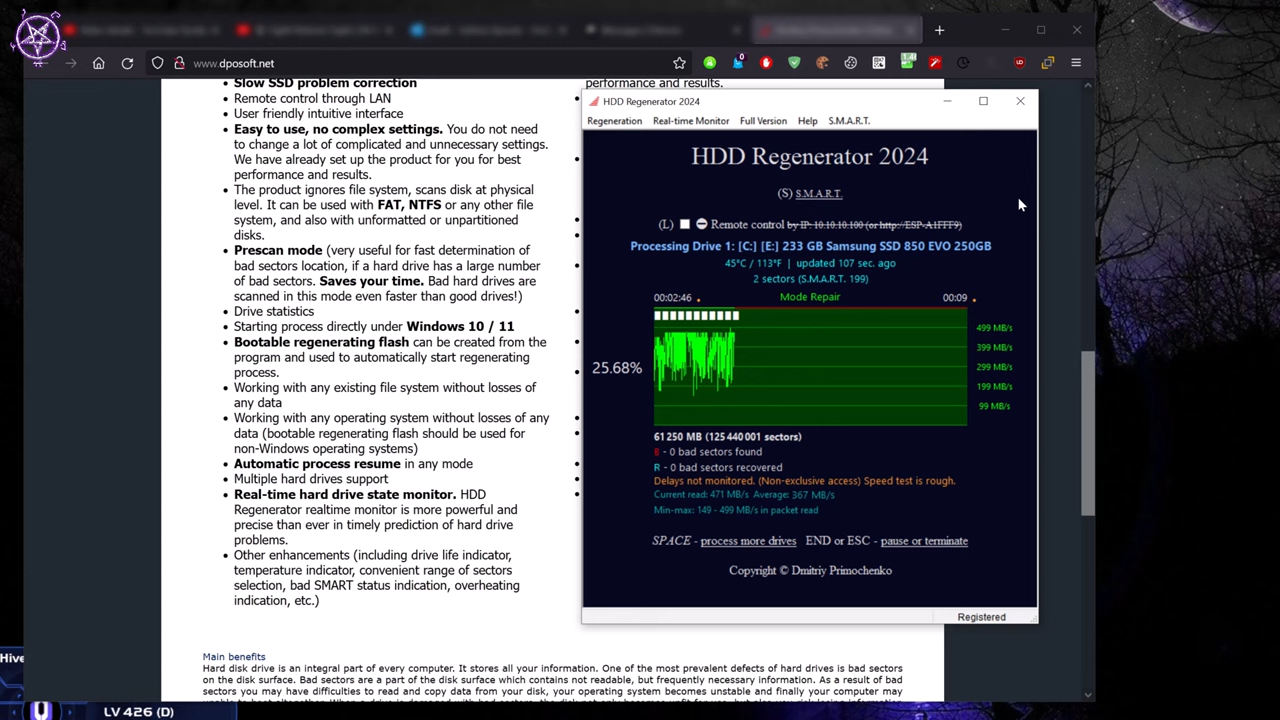 www.dposoft.net
Slow SSD problem correction
Remote control through LAN
User friendly intuitive interface
Easy to use, no complex settings. You do not need
to change a lot of complicated and unnecessary settings.
We have already set up the product for you for best
performance and results.
The product ignores file system, scans disk at physical
level. It can be used with FAT, NTFS or any other file
system, and also with unformatted or unpartitioned
disks.
Prescan mode (very useful for fast determination of
bad sectors location, if a hard drive has a large number
of bad sectors. Saves your time. Bad hard drives are
scanned in this mode even faster than good drives!)
Drive statistics
Starting process directly under Windows 10 / 11
Bootable regenerating flash can be created from the
program and used to automatically start regenerating
process.
Working with any existing file system without losses of
any data
Working with any operating system without losses of any
data (bootable regenerating flash should be used for
non-Windows operating systems)
Automatic process resume in any mode
Multiple hard drives support
Real-time hard drive state monitor. HDD
Regenerator realtime monitor is more powerful and
precise than ever in timely prediction of hard drive
problems.
Other enhancements (including drive life indicator,
temperature indicator, convenient range of sectors
selection, bad SMART status indication, overheating
indication, etc.)
performance and results.
HDD Regenerator 2024
Regeneration Real-time Monitor Full Version Help S.M.A.R.T.
HDD Regenerator 2024
(S) S.M.A.R.T.
(L) Remote control by IP: 10.10.10.100 (or http://ESP-A1FFF9)
Processing Drive 1: [C:] [E:] 233 GB Samsung SSD 850 EVO 250GB
45°C / 113°F | updated 107 sec. ago
2 sectors (S.M.A.R.T. 199)
00:02:46 Mode Repair 00:09
499 MB/s
399 MB/s
25.68% 299 MB/s
199 MB/s
99 MB/s
61 250 MB (125 440 001 sectors)
B - 0 bad sectors found
R - 0 bad sectors recovered
Delays not monitored. (Non-exclusive access) Speed test is rough.
Current read: 471 MB/s Average: 367 MB/s
Min-max: 149 - 499 MB/s in packet read
SPACE - process more drives END or ESC - pause or terminate
Copyright © Dmitriy Primochenko
Registered
Main benefits
Hard disk drive is an integral part of every computer. It stores all your information. One of the most prevalent defects of hard drives is bad sectors
on the disk surface. Bad sectors are a part of the disk surface which contains not readable, but frequently necessary information. As a result of bad
sectors you may have difficulties to read and copy data from your disk, your operating system becomes unstable and finally your computer may
Hive
LV 426 (D)